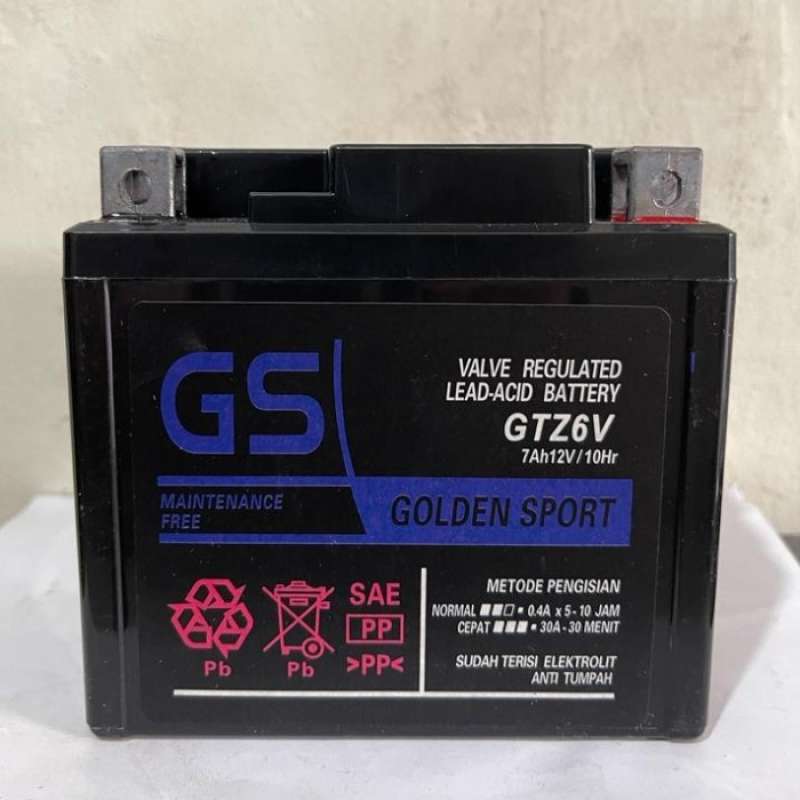 GS
VALVE REGULATED
LEAD-ACID BATTERY
GTZ6V
7Ah12V/10Hr
MAINTENANCE
FREE
GOLDEN SPORT
Pb
Pb
SAE
PP
>PP<
METODE PENGISIAN
NORMAL ■■□ • 0.4A x 5-10 JAM
CEPAT ■■■ • 30A-30 MENIT
SUDAH TERISI ELEKTROLIT
ANTI TUMPAH